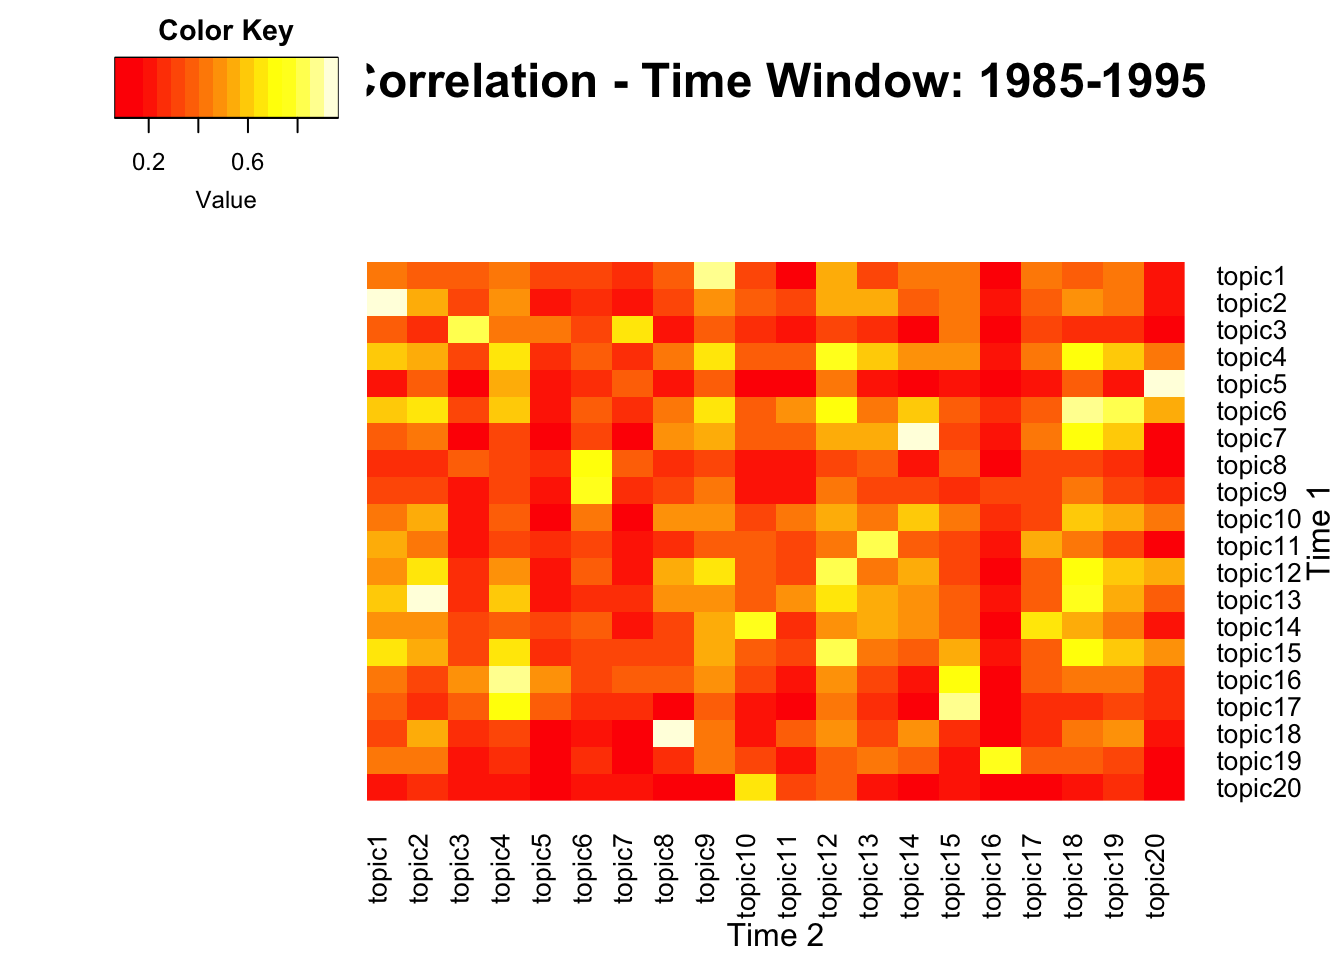 Color Key
0.2 0.6
Value
Correlation - Time Window: 1985-1995
topic1
topic2
topic3
topic4
topic5
topic6
topic7
topic8
topic9
topic10
topic11
topic12
topic13
topic14
topic15
topic16
topic17
topic18
topic19
topic20
Time 1
topic1
topic2
topic3
topic4
topic5
topic6
topic7
topic8
topic9
topic10
topic11
topic12
topic13
topic14
topic15
topic16
topic17
topic18
topic19
topic20
Time 2